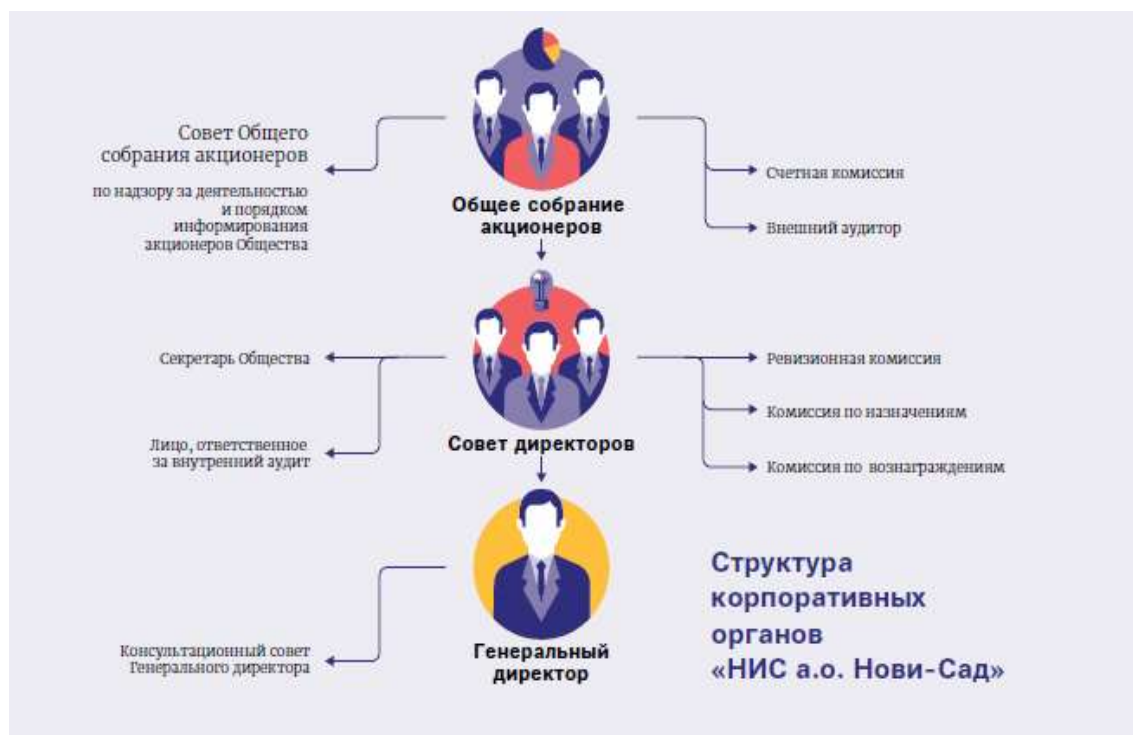 Совет Общего
собрания акционеров
по надзору за деятельностью
и порядком
информирования
акционеров Общества
Общее собрание
акционеров
Счетная комиссия
Внешний аудитор
Секретарь Общества
Лицо, ответственное
за внутренний аудит
Совет директоров
Ревизионная комиссия
Комиссия по назначениям
Комиссия по вознаграждениям
Консультационный совет
Генерального директора
Генеральный
директор
Структура
корпоративных
органов
«НИС а.о. Нови-Сад»